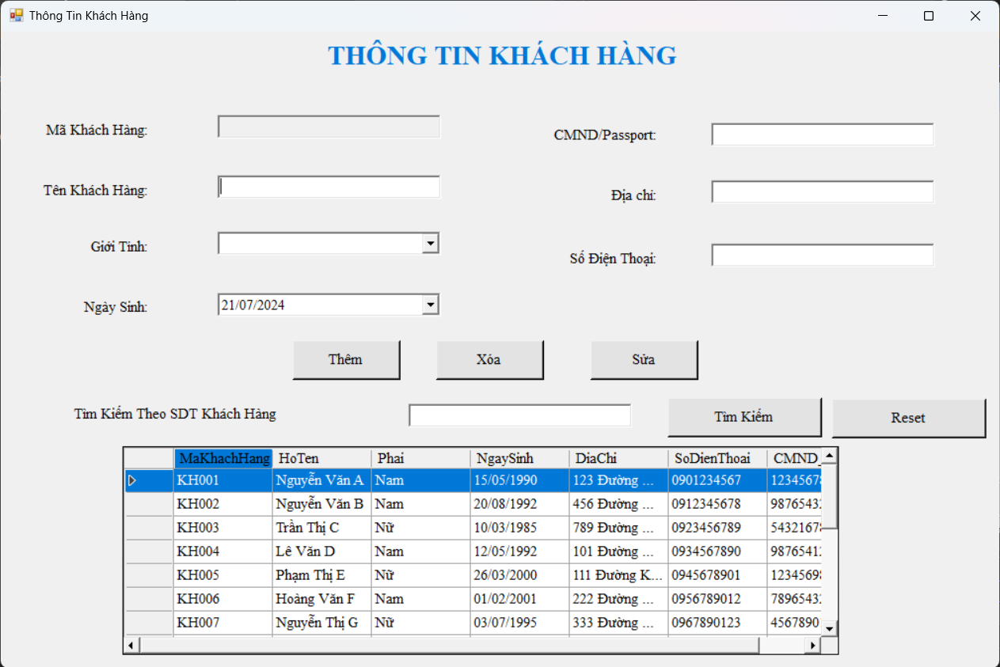 Thông Tin Khách Hàng
THÔNG TIN KHÁCH HÀNG
Mã Khách Hàng:
CMND/Passport:
Tên Khách Hàng:
Địa chỉ:
Giới Tính:
Số Điện Thoại:
Ngày Sinh:
21/07/2024
Thêm Xóa Sửa
Tìm Kiếm Theo SDT Khách Hàng Tìm Kiếm Reset
MaKhachHang HoTen Phai NgaySinh DiaChi SoDienThoai CMND_
KH001 Nguyễn Văn A Nam 15/05/1990 123 Đường ... 0901234567 1234567
KH002 Nguyễn Văn B Nam 20/08/1992 456 Đường ... 0912345678 9876543
KH003 Trần Thị C Nữ 10/03/1985 789 Đường ... 0923456789 5432167
KH004 Lê Văn D Nam 12/05/1992 101 Đường ... 0934567890 9876541
KH005 Phạm Thị E Nữ 26/03/2000 111 Đường K... 0945678901 1234569
KH006 Hoàng Văn F Nam 01/02/2001 222 Đường ... 0956789012 7896543
KH007 Nguyễn Thị G Nữ 03/07/1995 333 Đường ... 0967890123 4567890